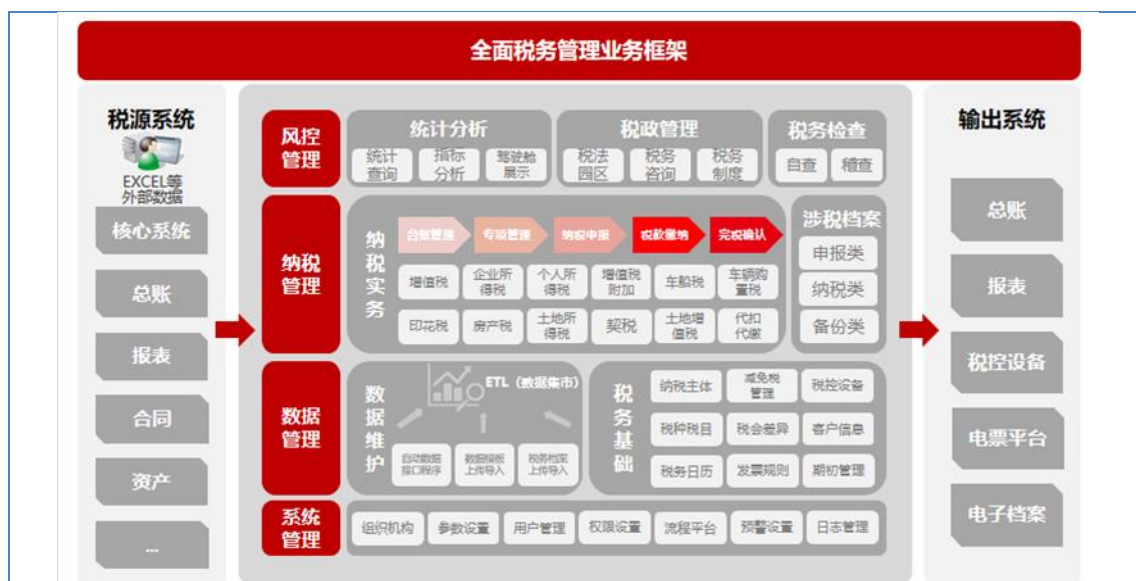 全面税务管理业务框架
税源系统
EXCEL等
外部数据
核心系统
总账
报表
合同
资产
...
风控
管理
统计分析
统计
查询
指标
分析
驾驶舱
展示
税政管理
税法
园区
税务
咨询
税务
制度
税务检查
自查
稽查
纳税
管理
纳税实务
台账管理
专项管理
纳税申报
税款缴纳
完税确认
增值税
企业所
得税
个人所
得税
增值税
附加
车船税
车辆购
置税
印花税
房产税
土地所
得税
契税
土地增
值税
代扣
代缴
涉税档案
申报类
纳税类
备份类
数据
管理
数据维护
ETL（数据集市）
自动数据
接口程序
数据模板
上传导入
税务档案
上传导入
税务基础
纳税主体
减免税
管理
税控设备
税种税目
税会差异
客户信息
税务日历
发票规则
期初管理
系统
管理
组织机构
参数设置
用户管理
权限设置
流程平台
预警设置
日志管理
输出系统
总账
报表
税控设备
电票平台
电子档案